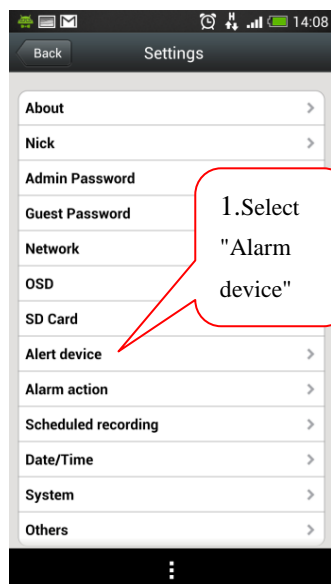 H
14:08
Back
Settings
About
Nick
Admin Password
Guest Password
Network
OSD
SD Card
Alert device
Alarm action
Scheduled recording
Date/Time
System
Others
1.Select
"Alarm
device"